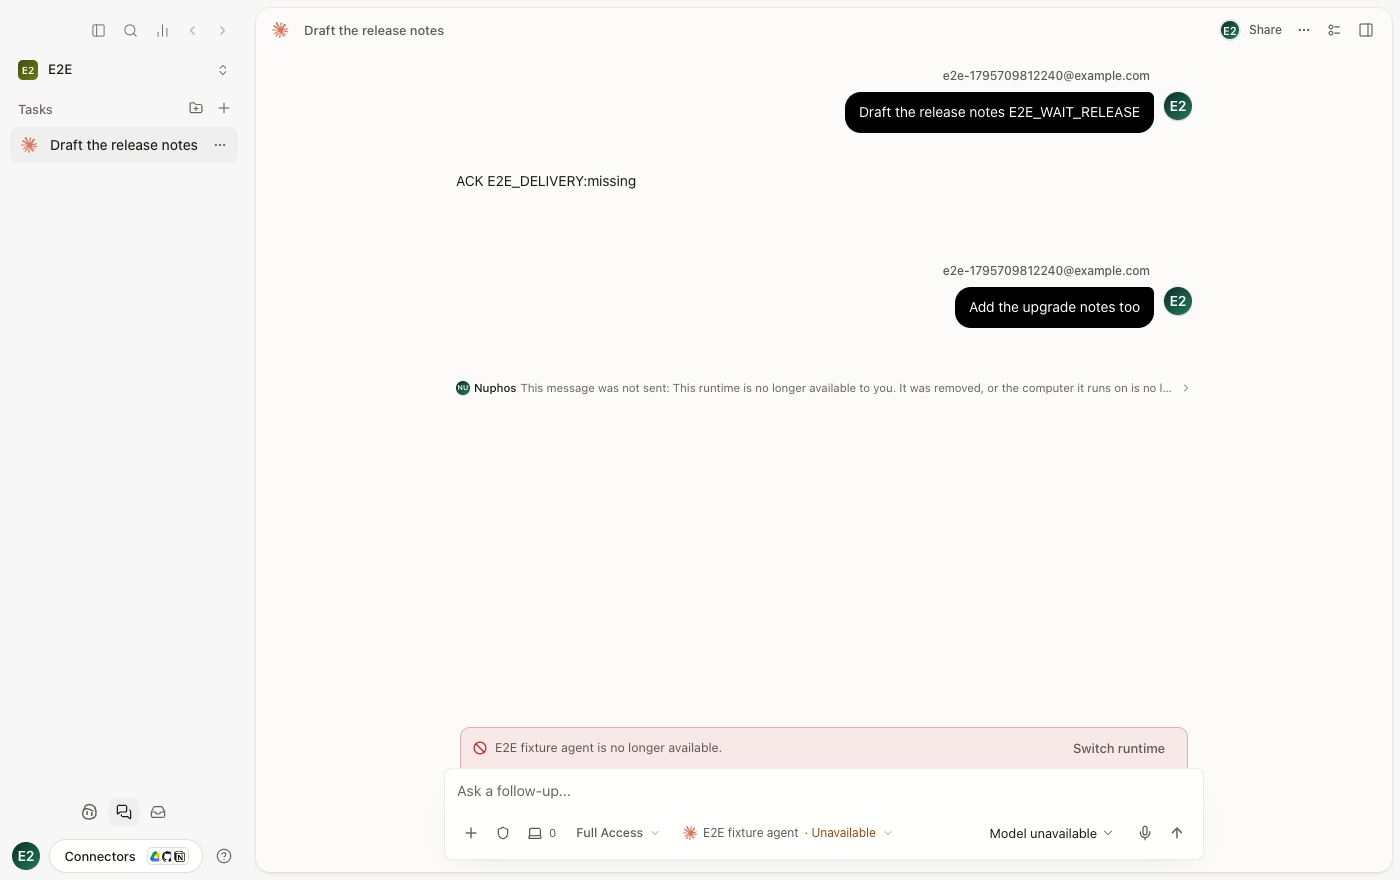 Draft the release notes
E2 Share
E2 E2E
Tasks
Draft the release notes
e2e-1795709812240@example.com
Draft the release notes E2E_WAIT_RELEASE
E2
ACK E2E_DELIVERY:missing
e2e-1795709812240@example.com
Add the upgrade notes too
E2
NU Nuphos This message was not sent: This runtime is no longer available to you. It was removed, or the computer it runs on is no l...
E2E fixture agent is no longer available. Switch runtime
Ask a follow-up...
0 Full Access E2E fixture agent · Unavailable Model unavailable
E2 Connectors